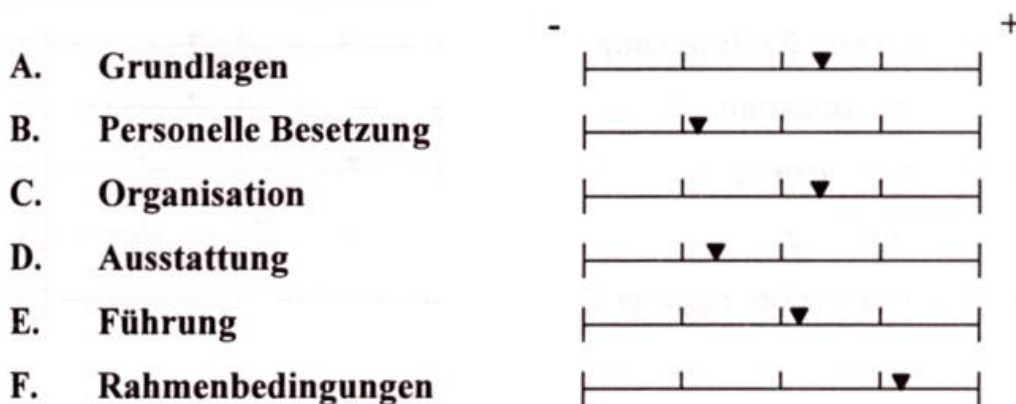 - +
A. Grundlagen
B. Personelle Besetzung
C. Organisation
D. Ausstattung
E. Führung
F. Rahmenbedingungen